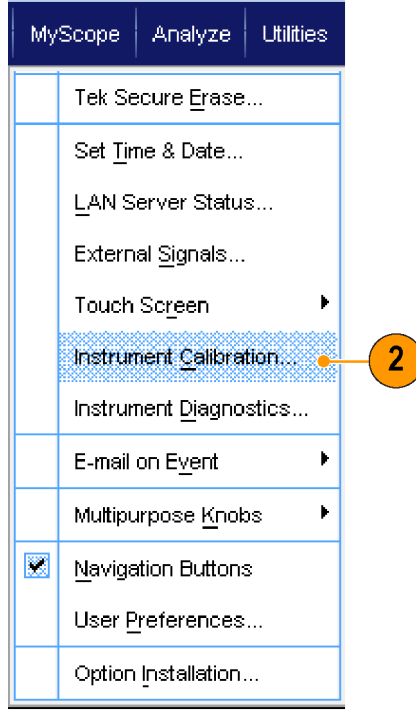 MyScope Analyze Utilities
Tek Secure Erase...
Set Time & Date...
LAN Server Status...
External Signals...
Touch Screen
Instrument Calibration...
2
Instrument Diagnostics...
E-mail on Event
Multipurpose Knobs
Navigation Buttons
User Preferences...
Option Installation...